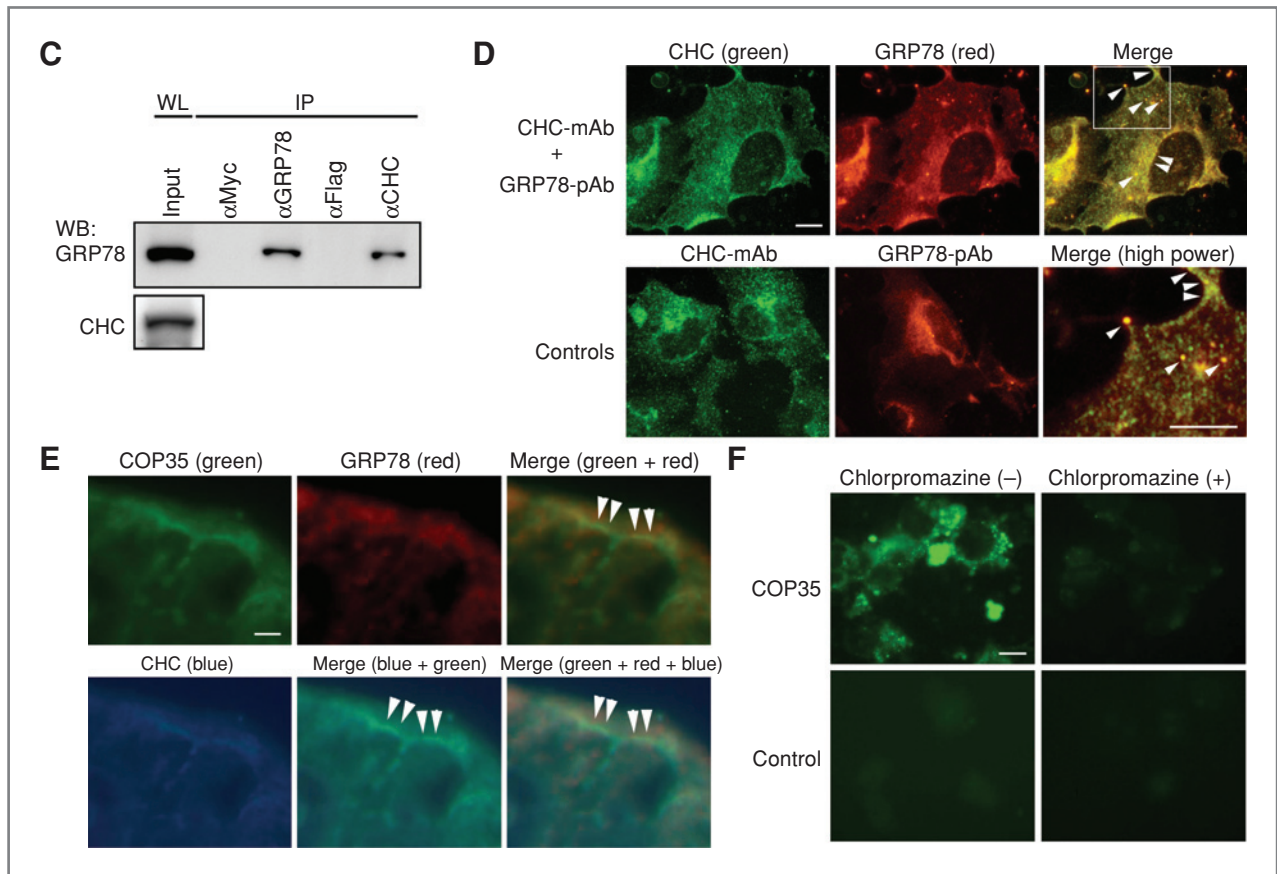 C
WL IP
Input
αMyc
αGRP78
αFlag
αCHC
WB:
GRP78
CHC
D
CHC (green) GRP78 (red) Merge
CHC-mAb
+
GRP78-pAb
CHC-mAb GRP78-pAb Merge (high power)
Controls
E
COP35 (green) GRP78 (red) Merge (green + red)
CHC (blue) Merge (blue + green) Merge (green + red + blue)
F
Chlorpromazine (–) Chlorpromazine (+)
COP35
Control